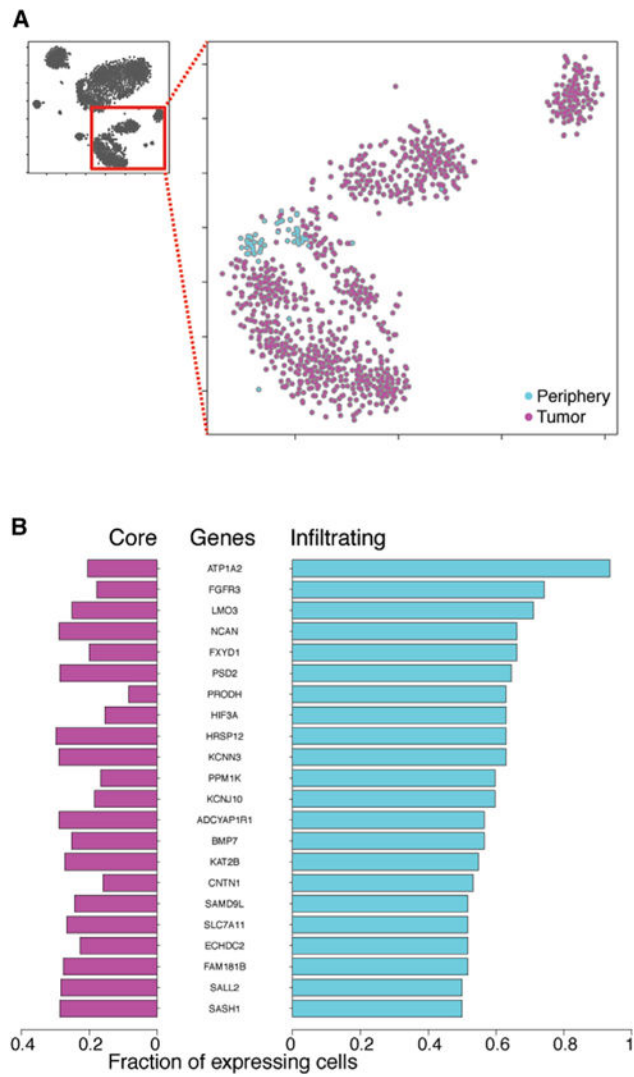 A
Periphery
Tumor
B
Core Genes Infiltrating
ATP1A2
FGFR3
LMO3
NCAN
FXYD1
PSD2
PRODH
HIF3A
HRSP12
KCNN3
PPM1K
KCNJ10
ADCYAP1R1
BMP7
KAT2B
CNTN1
SAMD9L
SLC7A11
ECHDC2
FAM181B
SALL2
SASH1
0.4 0.2 0 0 0.2 0.4 0.6 0.8 1
Fraction of expressing cells